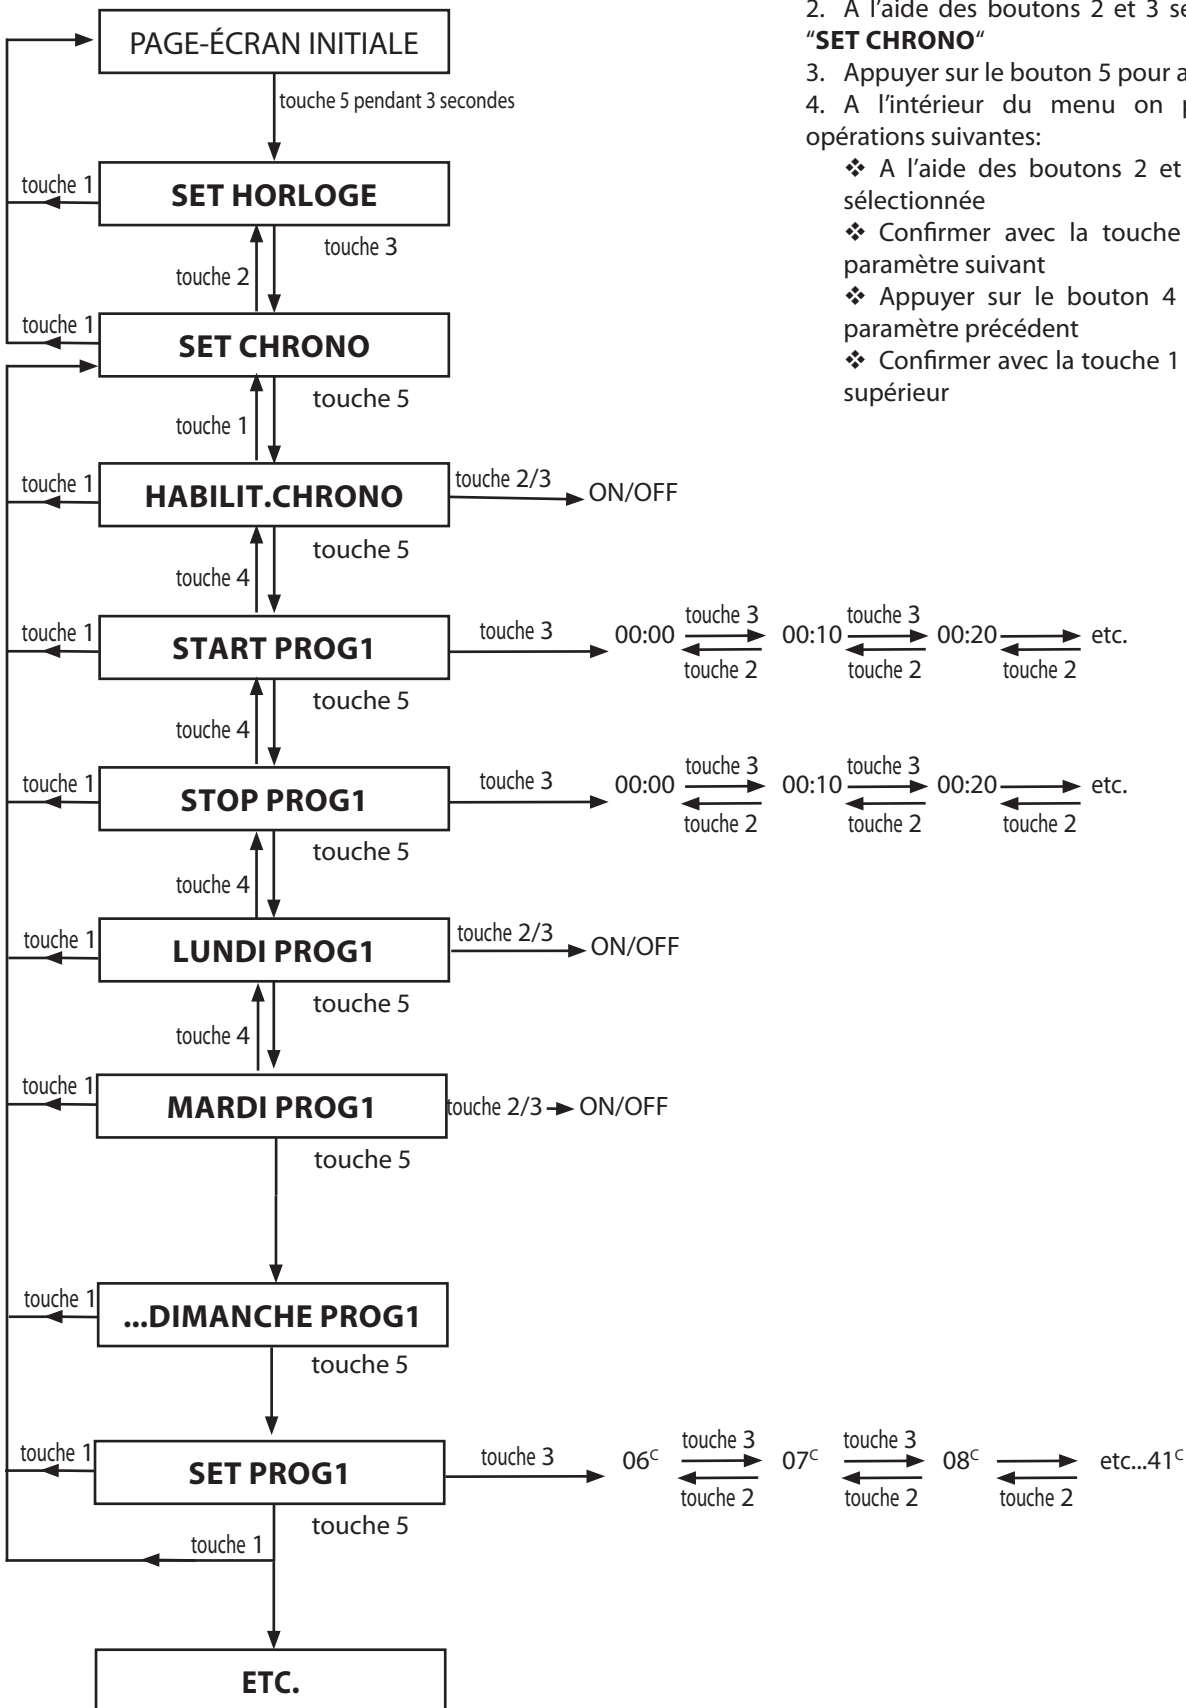 PAGE-ÉCRAN INITIALE
touche 5 pendant 3 secondes
touche 1
SET HORLOGE
touche 3
touche 2
touche 1
SET CHRONO
touche 5
touche 1
touche 1
HABILIT.CHRONO
touche 2/3
ON/OFF
touche 5
touche 4
touche 1
START PROG1
touche 3
00:00
touche 3
touche 2
00:10
touche 3
touche 2
00:20
touche 2
etc.
touche 5
touche 4
touche 1
STOP PROG1
touche 3
00:00
touche 3
touche 2
00:10
touche 3
touche 2
00:20
touche 2
etc.
touche 5
touche 4
touche 1
LUNDI PROG1
touche 2/3
ON/OFF
touche 5
touche 4
touche 1
MARDI PROG1
touche 2/3
ON/OFF
touche 5
touche 1
...DIMANCHE PROG1
touche 5
touche 1
SET PROG1
touche 3
06ᶜ
touche 3
touche 2
07ᶜ
touche 3
touche 2
08ᶜ
touche 2
etc...41ᶜ
touche 5
touche 1
ETC.
2. A l’aide des boutons 2 et 3
“SET CHRONO“
3. Appuyer sur le bouton 5 pour
4. A l’intérieur du menu on
opérations suivantes:
❖ A l’aide des boutons 2 et
sélectionnée
❖ Confirmer avec la touche
paramètre suivant
❖ Appuyer sur le bouton 4
paramètre précédent
❖ Confirmer avec la touche 1
supérieur